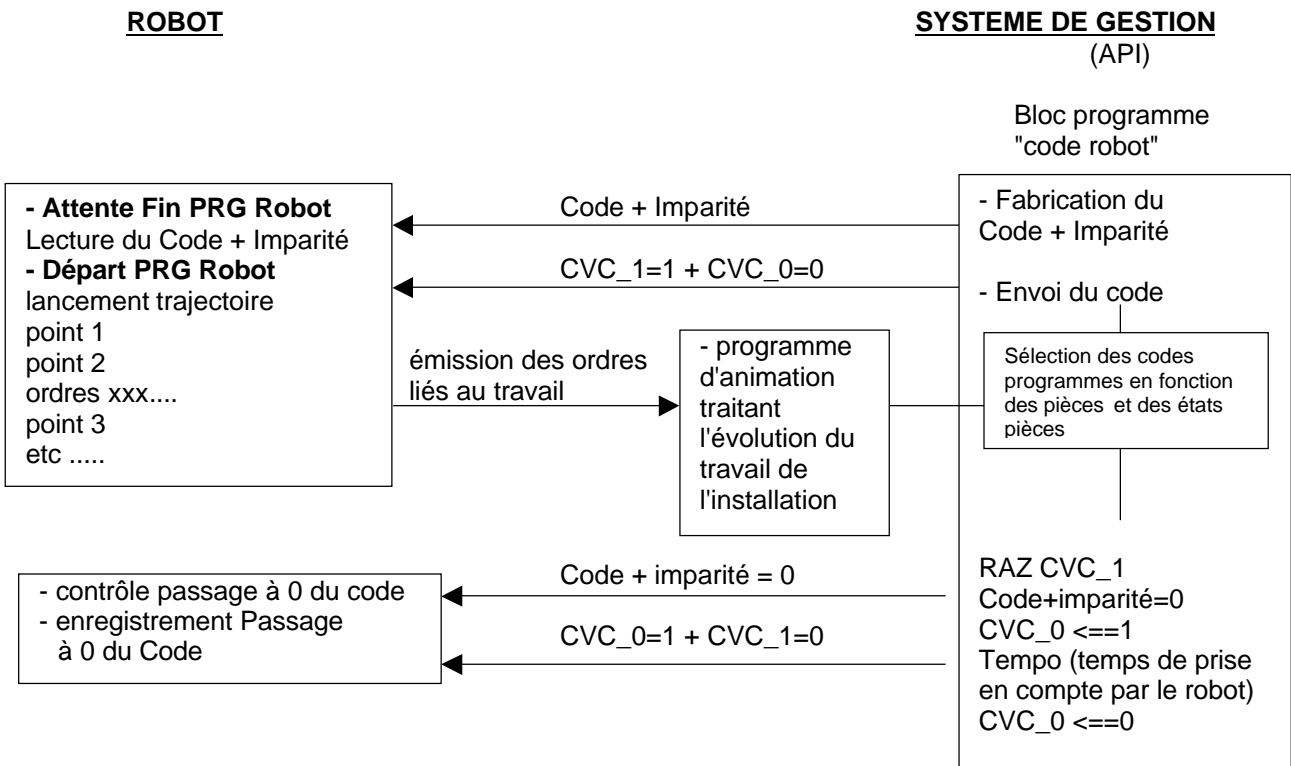 ROBOT
SYSTEME DE GESTION
(API)
Bloc programme
"code robot"
- Attente Fin PRG Robot
Lecture du Code + Imparité
- Départ PRG Robot
lancement trajectoire
point 1
point 2
ordres xxx....
point 3
etc .....
Code + Imparité
CVC_1=1 + CVC_0=0
- Fabrication du
Code + Imparité
- Envoi du code
émission des ordres
liés au travail
- programme
d'animation
traitant
l'évolution du
travail de
l'installation
Sélection des codes
programmes en fonction
des pièces et des états
pièces
- contrôle passage à 0 du code
- enregistrement Passage
à 0 du Code
Code + imparité = 0
CVC_0=1 + CVC_1=0
RAZ CVC_1
Code+imparité=0
CVC_0 <==1
Tempo (temps de prise
en compte par le robot)
CVC_0 <==0